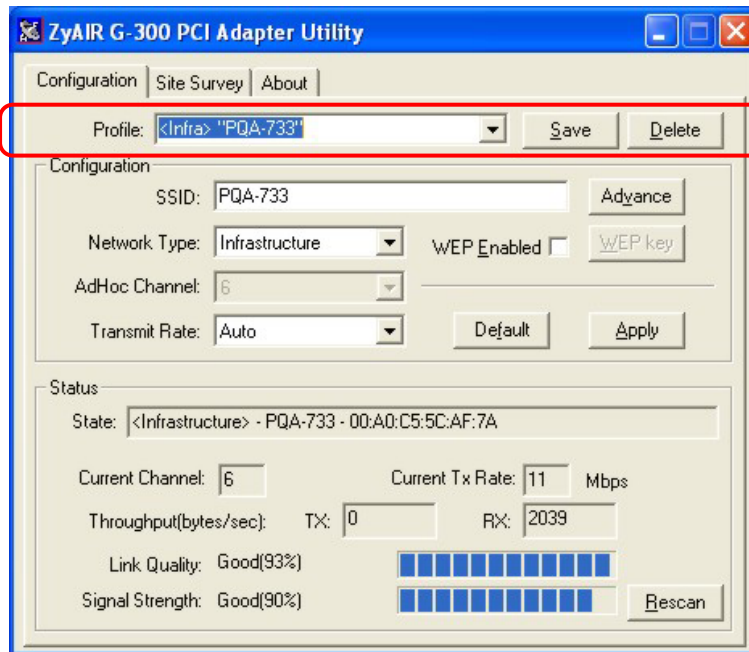 ZyAIR G-300 PCI Adapter Utility
Configuration Site Survey About
Profile: <Infra> "PQA-733" Save Delete
Configuration
SSID: PQA-733 Advance
Network Type: Infrastructure WEP Enabled WEP key
AdHoc Channel: 6
Transmit Rate: Auto Default Apply
Status
State: <Infrastructure> - PQA-733 - 00:A0:C5:5C:AF:7A
Current Channel: 6 Current Tx Rate: 11 Mbps
Throughput(bytes/sec): TX: 0 RX: 2039
Link Quality: Good(93%)
Signal Strength: Good(90%) Rescan